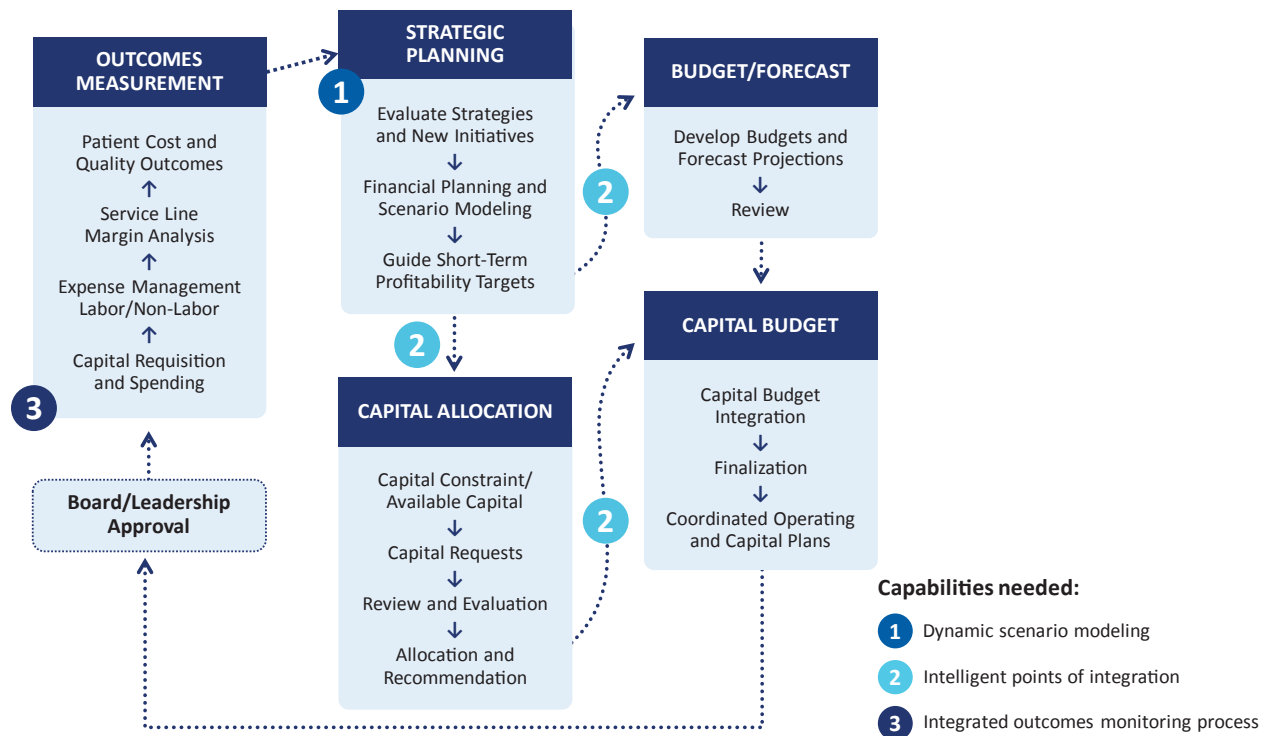 OUTCOMES
MEASUREMENT
Patient Cost and
Quality Outcomes
↑
Service Line
Margin Analysis
↑
Expense Management
Labor/Non-Labor
↑
Capital Requisition
and Spending
3
Board/Leadership
Approval
STRATEGIC
PLANNING
1
Evaluate Strategies
and New Initiatives
↓
Financial Planning and
Scenario Modeling
↓
Guide Short-Term
Profitability Targets
2
2
CAPITAL ALLOCATION
Capital Constraint/
Available Capital
↓
Capital Requests
↓
Review and Evaluation
↓
Allocation and
Recommendation
2
BUDGET/FORECAST
Develop Budgets and
Forecast Projections
↓
Review
CAPITAL BUDGET
Capital Budget
Integration
↓
Finalization
↓
Coordinated Operating
and Capital Plans
Capabilities needed:
1 Dynamic scenario modeling
2 Intelligent points of integration
3 Integrated outcomes monitoring process